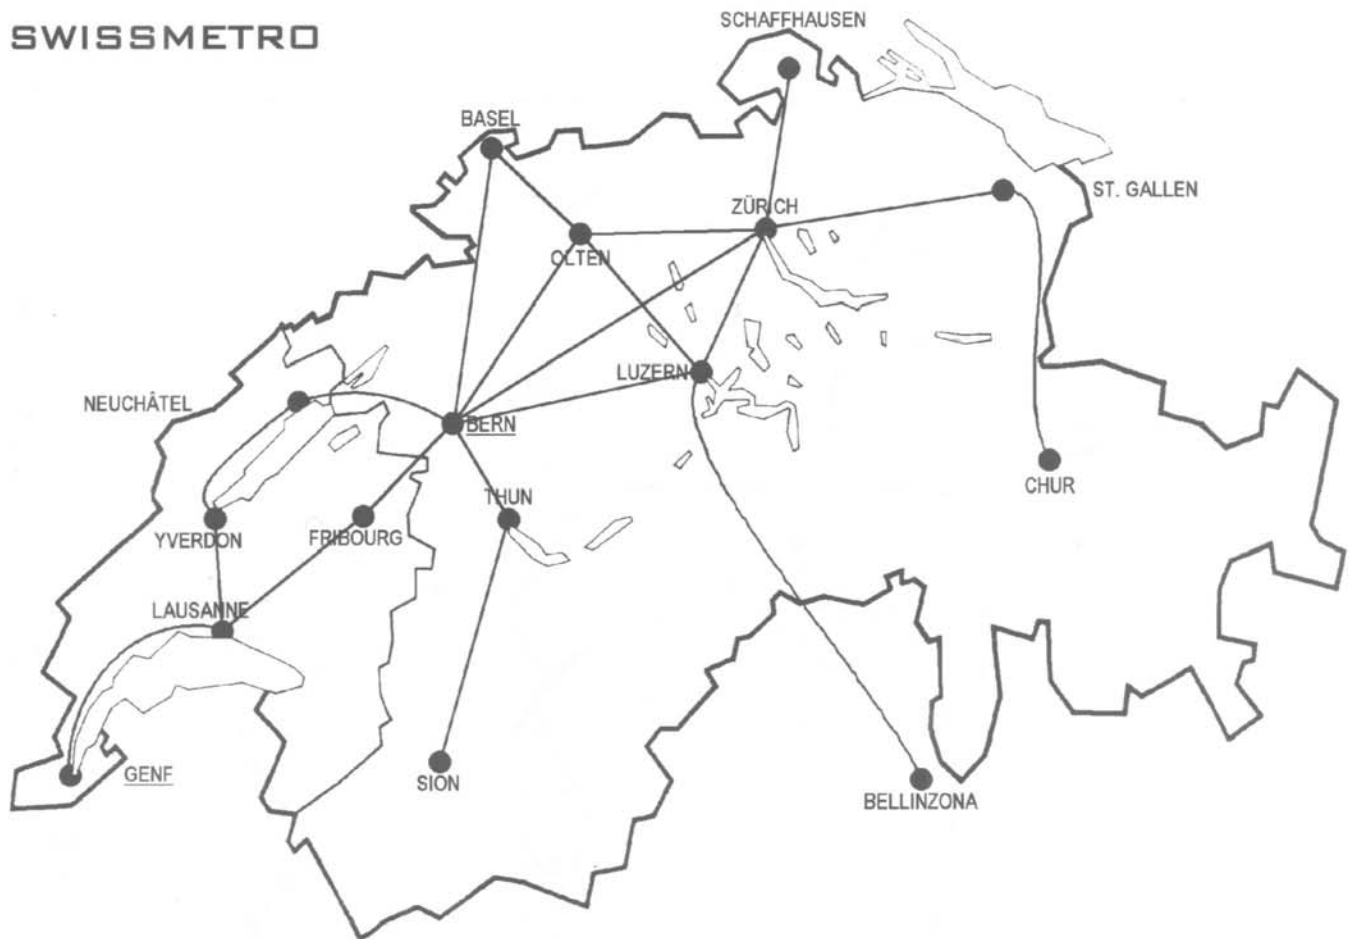 SWISSMETRO
SCHAFFHAUSEN
BASEL
ST. GALLEN
ZÜRICH
OLTEN
LUZERN
NEUCHÂTEL
BERN
CHUR
THUN
YVERDON
FRIBOURG
LAUSANNE
GENF
SION
BELLINZONA